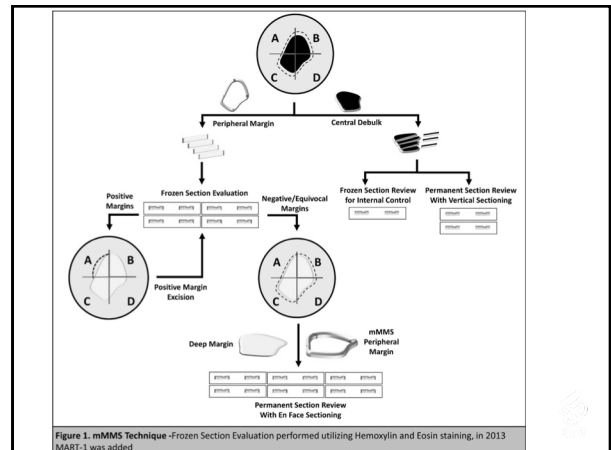 A B
C D
Peripheral Margin
Central Debulk
Frozen Section Evaluation
Positive
Margins
Negative/Equivocal
Margins
Frozen Section Review
for Internal Control
Permanent Section Review
With Vertical Sectioning
A B
C D
Positive Margin
Excision
A B
C D
Deep Margin
mMMS
Peripheral
Margin
Permanent Section Review
With En Face Sectioning
Figure 1. mMMS Technique -Frozen Section Evaluation performed utilizing Hemoxylin and Eosin staining, in 2013
MART-1 was added